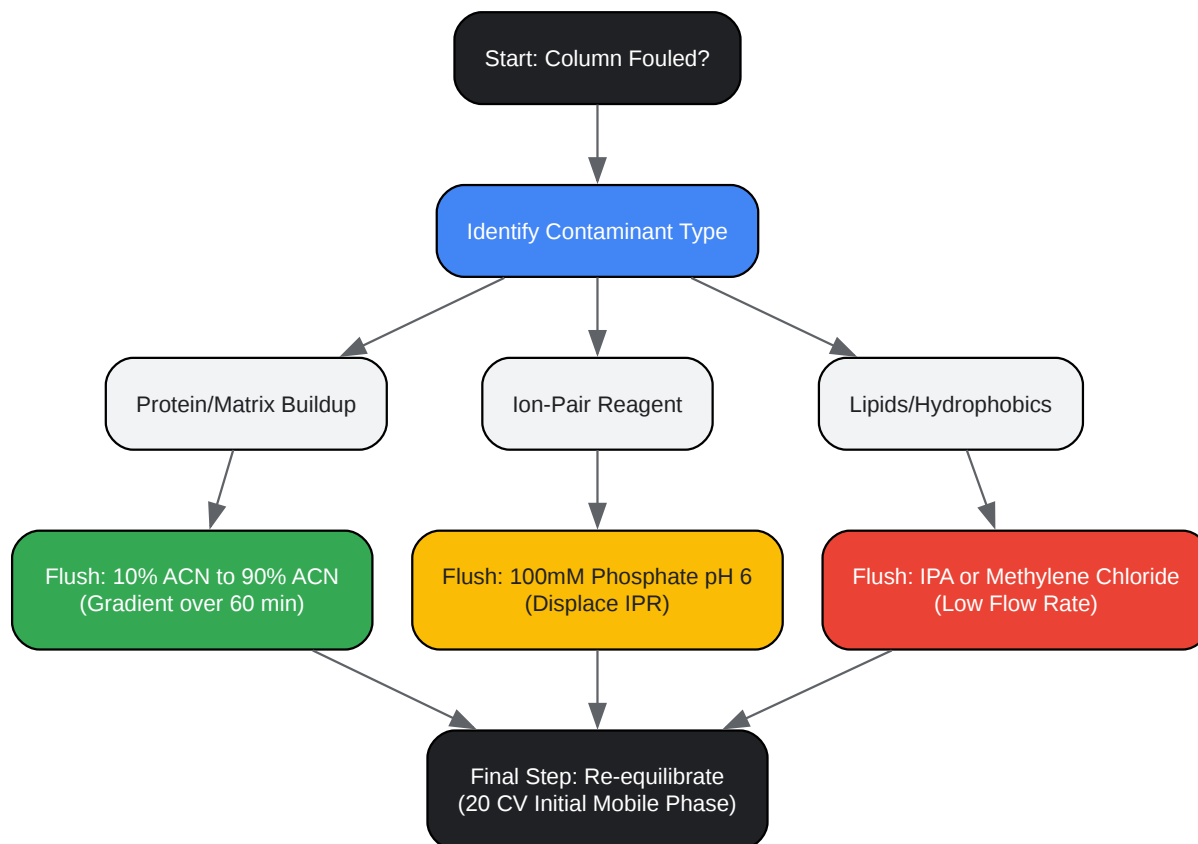 Start: Column Fouled?
Identify Contaminant Type
Protein/Matrix Buildup
Ion-Pair Reagent
Lipids/Hydrophobics
Flush: 10% ACN to 90% ACN
(Gradient over 60 min)
Flush: 100mM Phosphate pH 6
(Displace IPR)
Flush: IPA or Methylene Chloride
(Low Flow Rate)
Final Step: Re-equilibrate
(20 CV Initial Mobile Phase)